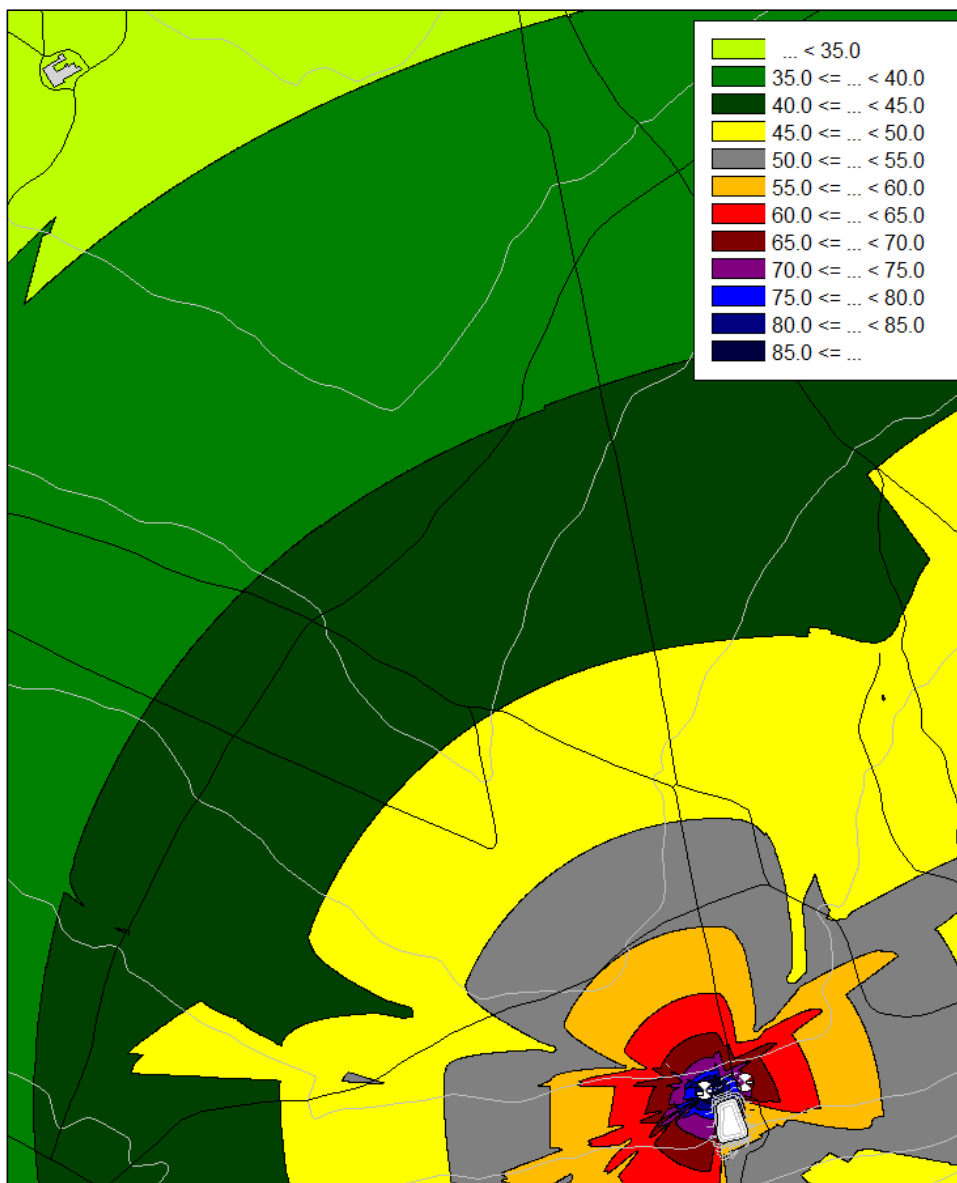 ... < 35.0
35.0 <= ... < 40.0
40.0 <= ... < 45.0
45.0 <= ... < 50.0
50.0 <= ... < 55.0
55.0 <= ... < 60.0
60.0 <= ... < 65.0
65.0 <= ... < 70.0
70.0 <= ... < 75.0
75.0 <= ... < 80.0
80.0 <= ... < 85.0
85.0 <= ...